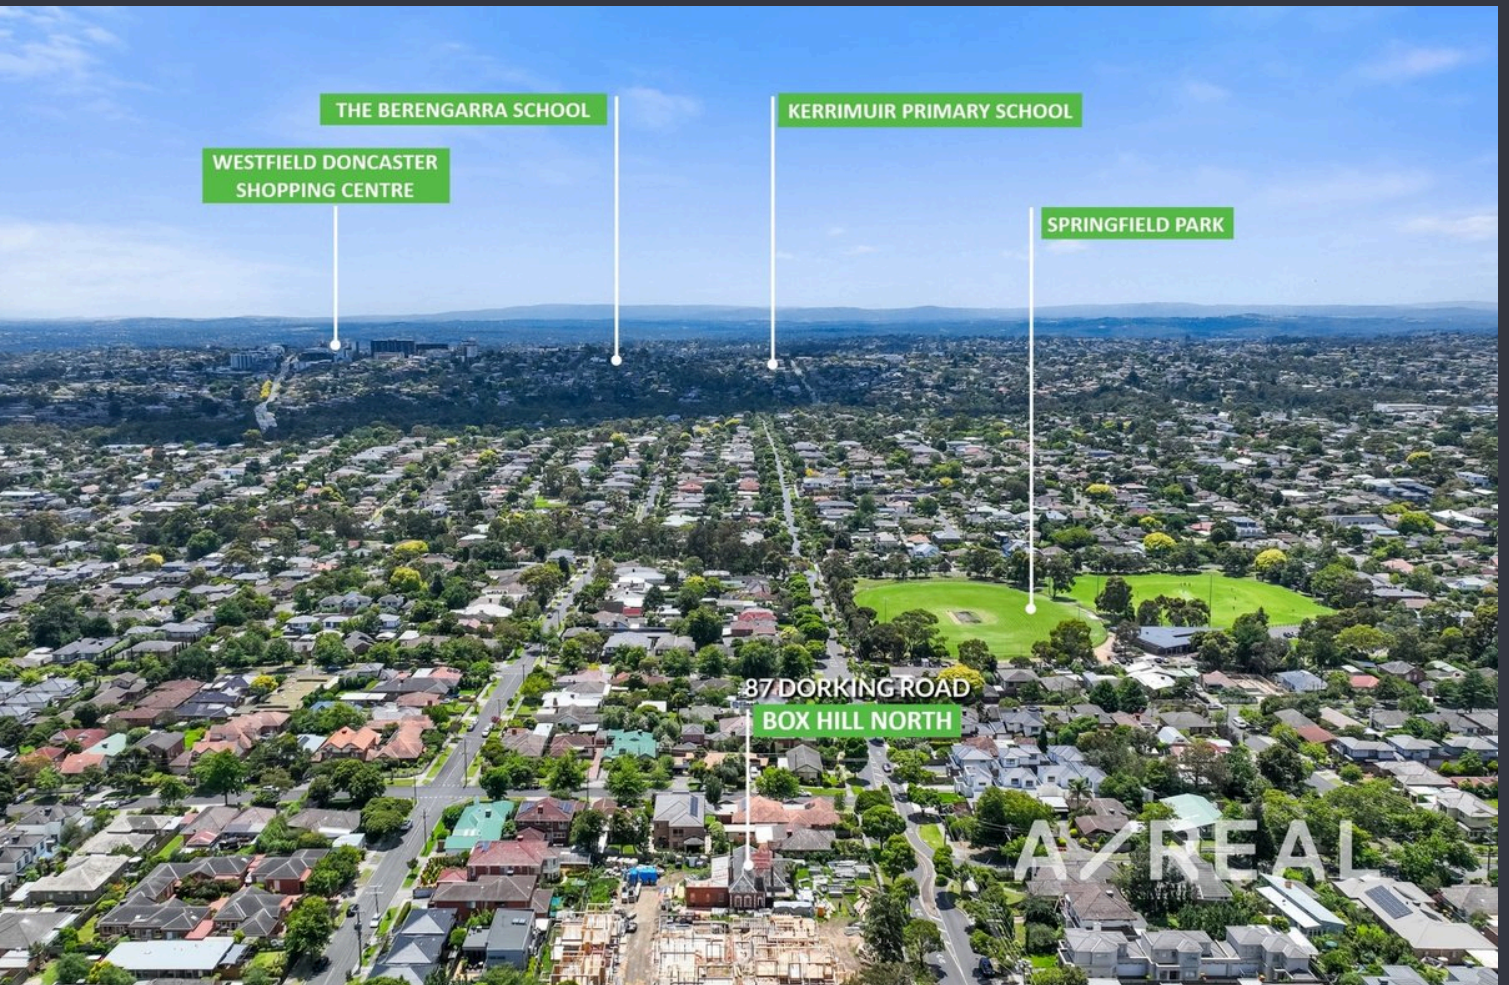 THE BERENGARRA SCHOOL
KERRIMUIR PRIMARY SCHOOL
WESTFIELD DONCASTER
SHOPPING CENTRE
SPRINGFIELD PARK
87 DORKING ROAD
BOX HILL NORTH
A/REAL